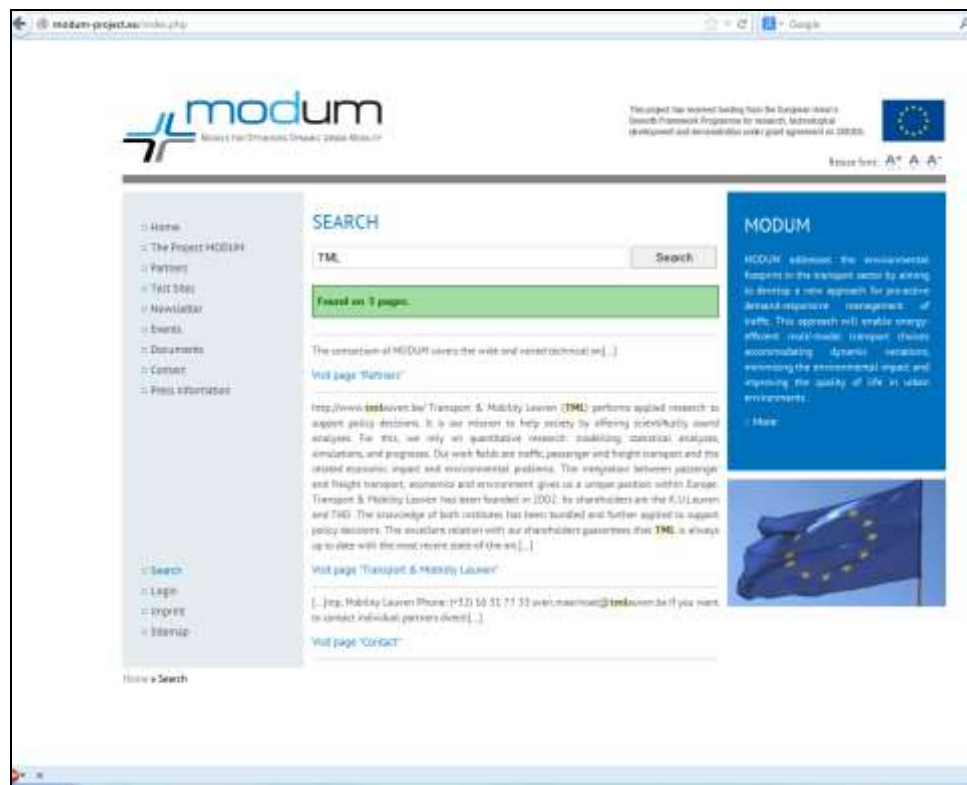 modum-project.eu/index.php
Google
modum
MODELS FOR OPTIMISING DYNAMIC URBAN MOBILITY
This project has received funding from the European Union's
Seventh Framework Programme for research, technological
development and demonstration under grant agreement no
Resize font: A+ A A-
:: Home
:: The Project MODUM
:: Partners
:: Test Sites
:: Newsletter
:: Events
:: Documents
:: Contact
:: Press Information
:: Search
:: Login
:: Imprint
:: Sitemap
SEARCH
TML
Search
Found on 3 pages.
The consortium of MODUM covers the wide and varied technical on[...]
Visit page "Partners"
http://www.tmleuven.be/ Transport & Mobility Leuven (TML) performs applied research to
support policy decisions. It is our mission to help society by offering scientifically sound
analyses. For this, we rely on quantitative research: modelling, statistical analyses,
simulations, and prognoses. Our work fields are traffic, passenger and freight transport and the
related economic impact and environmental problems. The integration between passenger
and freight transport, economics and environment gives us a unique position within Europe.
Transport & Mobility Leuven has been founded in 2002. Its shareholders are the K.U.Leuven
and TNO. The knowledge of both institutes has been bundled and further applied to support
policy decisions. The excellent relation with our shareholders guarantees that TML is always
up to date with the most recent state of the art.[...]
Visit page "Transport & Mobility Leuven"
Mobility Leuven Phone: (+32) 16 31 77 33 @tmleuven.be If you want
to contact individual partners direct[...]
Visit page "Contact"
MODUM
MODUM addresses the environmental
footprint in the transport sector by aiming
to develop a new approach for pro-active
demand-responsive management of
traffic. This approach will enable energy-
efficient multi-modal transport choices
accommodating dynamic variations,
minimising the environmental impact and
improving the quality of life in urban
environments.
:: More
Home » Search